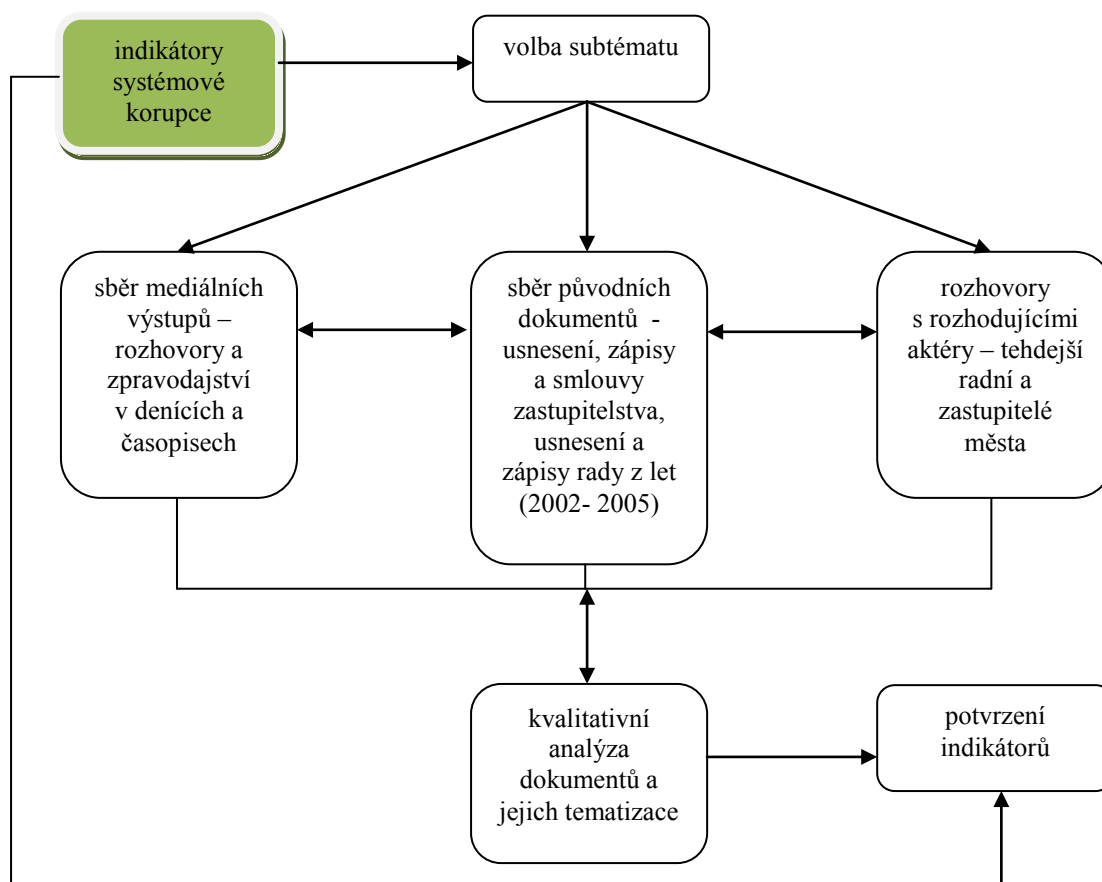 indikátory
systémové
korupce
volba subtématu
sběr mediálních
výstupů –
rozhovory a
zpravodajství
v denících a
časopisech
sběr původních
dokumentů -
usnesení, zápisy
a smlouvy
zastupitelstva,
usnesení a
zápisy rady z let
(2002- 2005)
rozhovory
s rozhodujícími
aktéry – tehdejší
radní a
zastupitelé
města
kvalitativní
analýza
dokumentů a
jejich tematizace
potvrzení
indikátorů